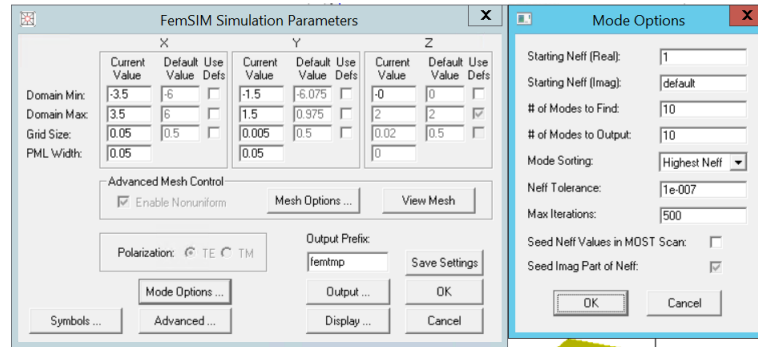 FemSIM Simulation Parameters
X
X Y Z
Current Value Default Value Use Defs Current Value Default Value Use Defs Current Value Default Value Use Defs
Domain Min: -3.5 -6 -1.5 -6.075 -0 0
Domain Max: 3.5 6 1.5 0.975 2 2
Grid Size: 0.05 0.5 0.005 0.5 0.02 0.5
PML Width: 0.05 0.05 0
Advanced Mesh Control
Enable Nonuniform Mesh Options ... View Mesh
Polarization: TE TM
Output Prefix:
femtmp
Save Settings
Mode Options ... Output ... OK
Symbols ... Advanced ... Display ... Cancel
Mode Options
X
Starting Neff (Real): 1
Starting Neff (Imag): default
# of Modes to Find: 10
# of Modes to Output: 10
Mode Sorting: Highest Neff
Neff Tolerance: 1e-007
Max Iterations: 500
Seed Neff Values in MOST Scan:
Seed Imag Part of Neff:
OK Cancel